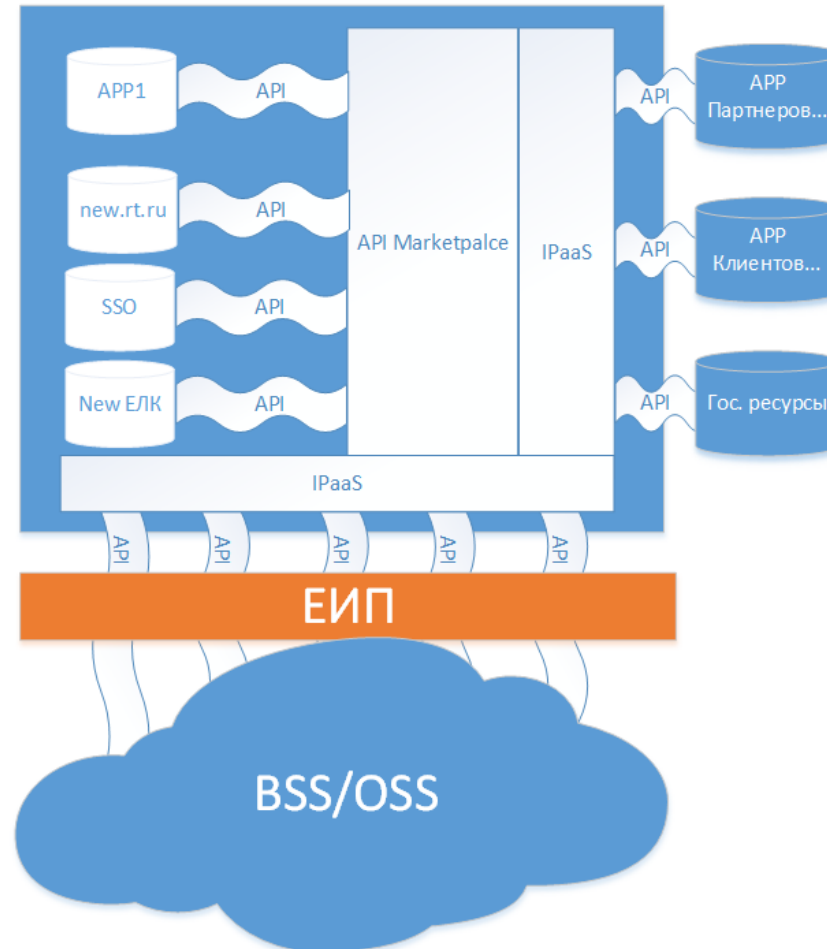 APP1
API
new.rt.ru
API
SSO
API
New ЕЛК
API
API Marketpalce
IPaaS
API
APP
Партнеров...
API
APP
Клиентов...
API
Гос. ресурсы
IPaaS
API
API
API
API
API
ЕИП
BSS/OSS